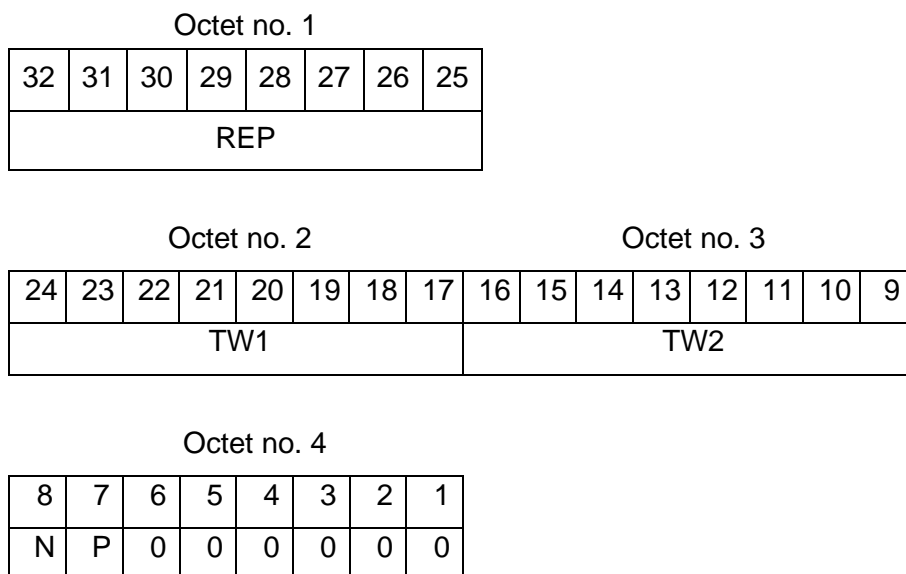 Octet no. 1
32 31 30 29 28 27 26 25
REP
Octet no. 2 Octet no. 3
24 23 22 21 20 19 18 17 16 15 14 13 12 11 10 9
TW1 TW2
Octet no. 4
8 7 6 5 4 3 2 1
N P 0 0 0 0 0 0